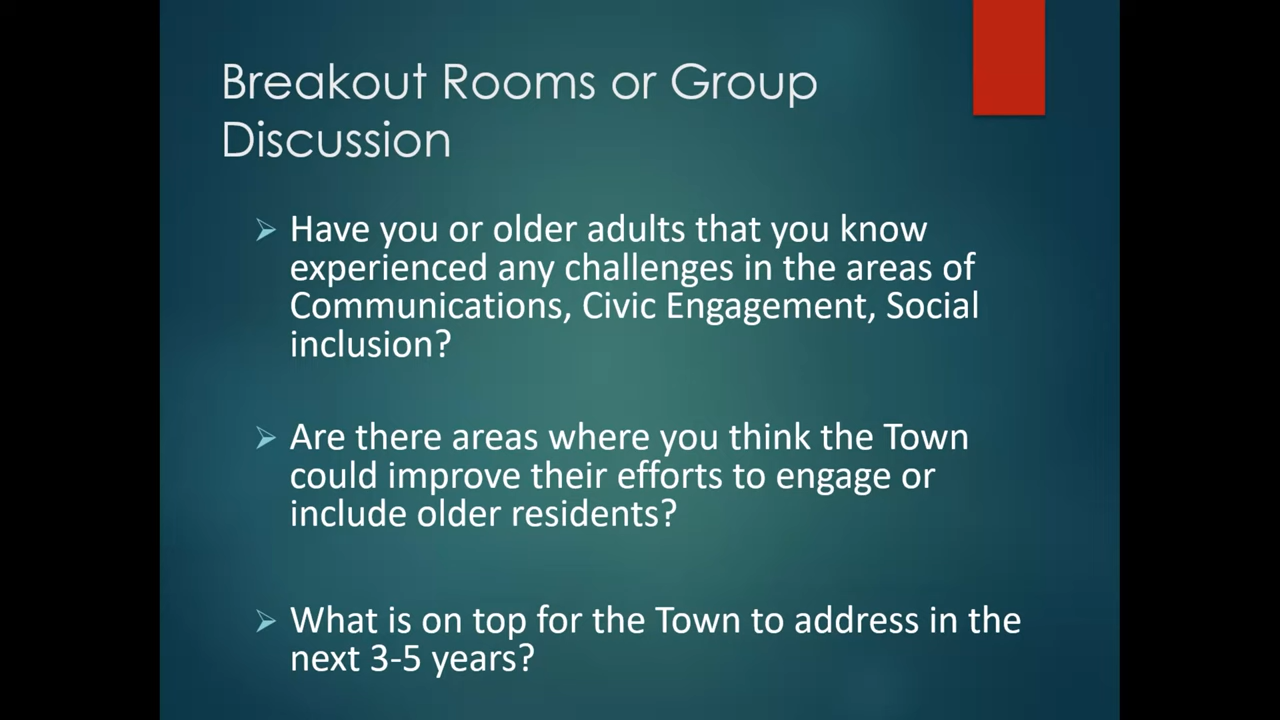 Breakout Rooms or Group
Discussion
Have you or older adults that you know
experienced any challenges in the areas of
Communications, Civic Engagement, Social
inclusion?
Are there areas where you think the Town
could improve their efforts to engage or
include older residents?
What is on top for the Town to address in the
next 3-5 years?